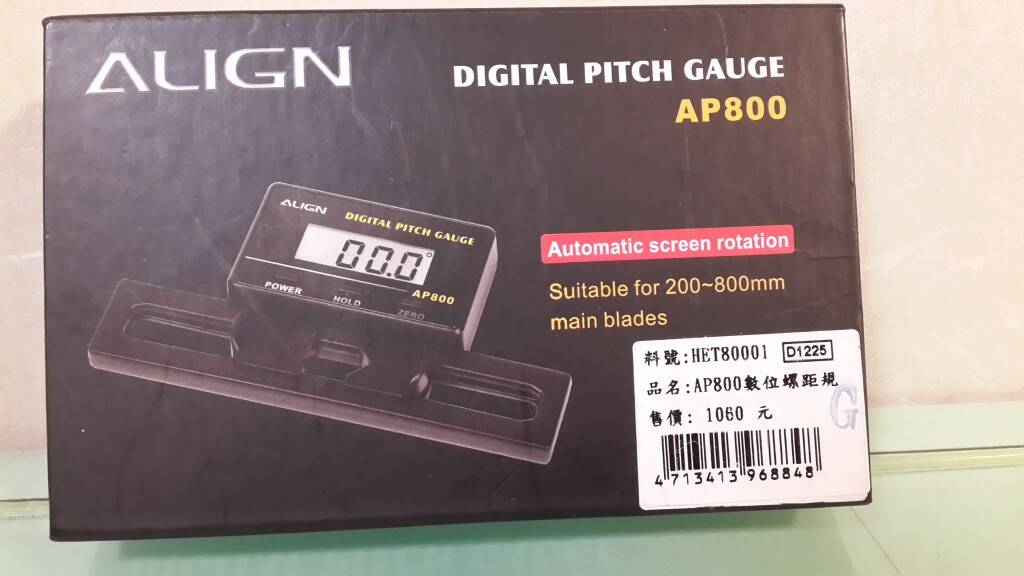 ALIGN
DIGITAL PITCH GAUGE
AP800
ALIGN
DIGITAL PITCH GAUGE
00.0°
POWER
HOLD
ZERO
AP800
Automatic screen rotation
Suitable for 200~800mm
main blades
料號:HET80001 D1225
品名:AP800數位螺距規
售價: 1060 元
G
4713413968848